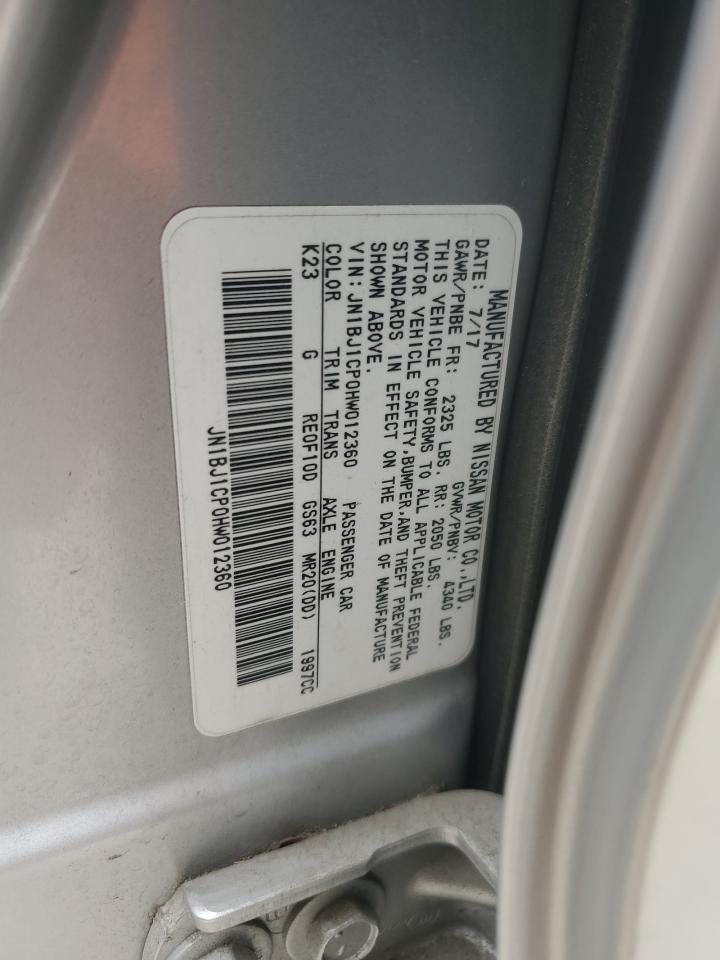 MANUFACTURED BY NISSAN MOTOR CO.,LTD.
DATE: 7/17 GVWR/PNBV: 4340 LBS.
GAWR/PNBE FR: 2325 LBS. RR: 2050 LBS.
THIS VEHICLE CONFORMS TO ALL APPLICABLE FEDERAL
MOTOR VEHICLE SAFETY,BUMPER,AND THEFT PREVENTION
STANDARDS IN EFFECT ON THE DATE OF MANUFACTURE
SHOWN ABOVE.
VIN:JN1BJ1CP0HW012360 PASSENGER CAR
COLOR TRIM TRANS AXLE ENGINE
K23 G RE0F10D GS63 MR20(DD) 1997CC
JN1BJ1CP0HW012360